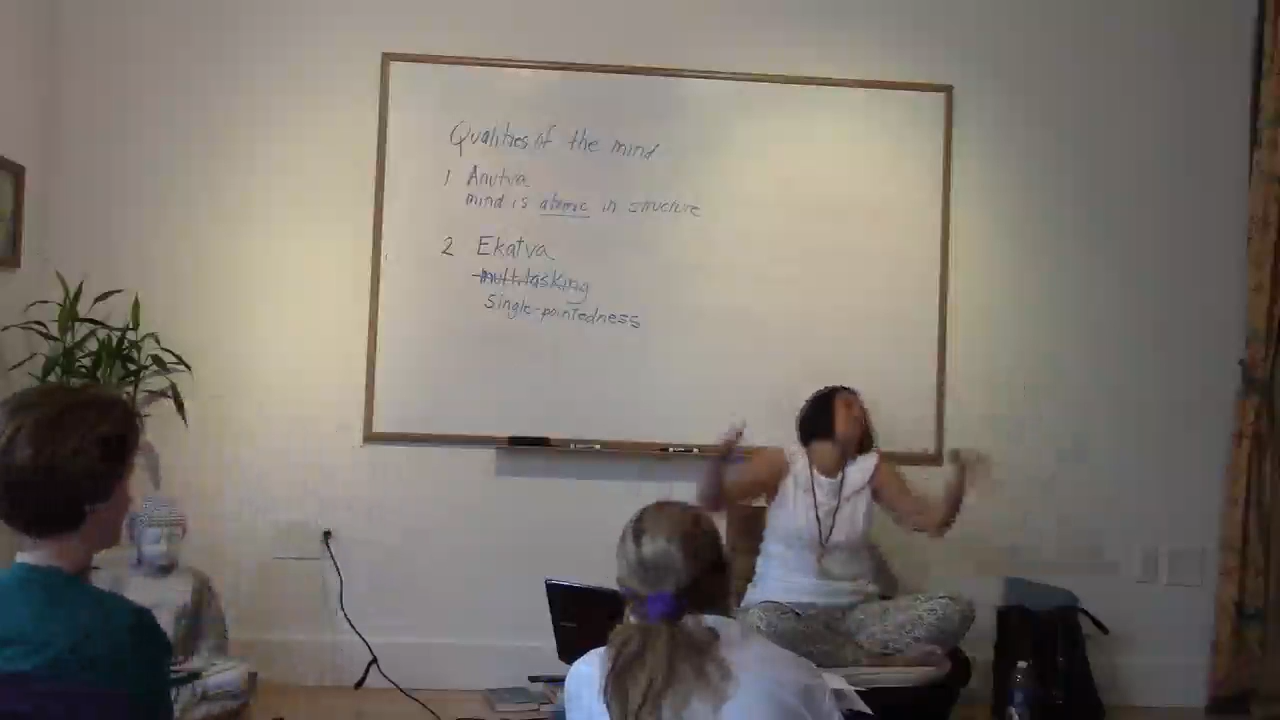 Qualities of the mind
1 Anutva
mind is atomic in structure
2 Ekatva
multitasking
single-pointedness